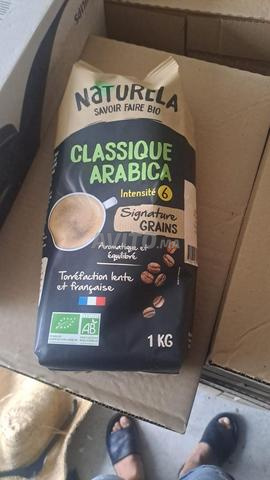 NATURELA
SAVOIR FAIRE BIO
CLASSIQUE
ARABICA
Intensité 6
Signature
GRAINS
Aromatique et
équilibré
Torréfaction lente
et française
AB
1 KG